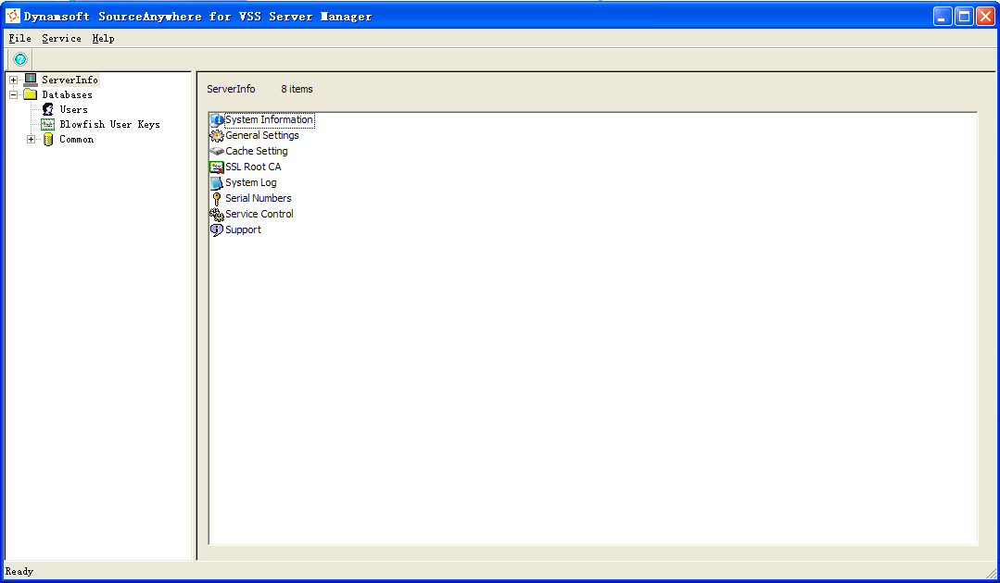 Dynamsoft SourceAnywhere for VSS Server Manager
File Service Help
ServerInfo
Databases
Users
Blowfish User Keys
Common
ServerInfo 8 items
System Information
General Settings
Cache Setting
SSL Root CA
System Log
Serial Numbers
Service Control
Support
Ready